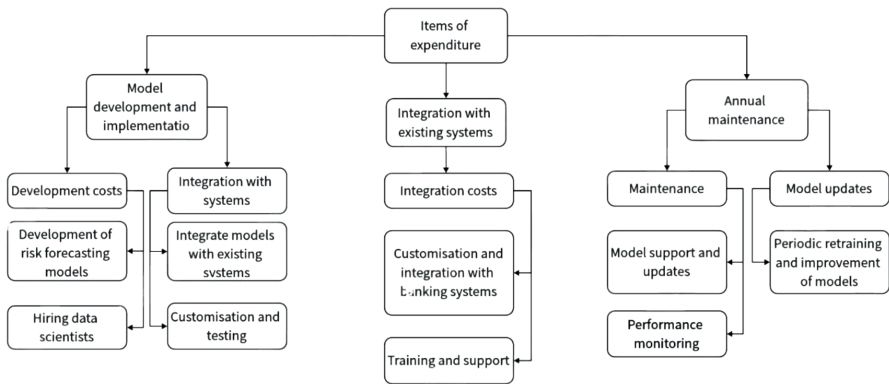 Items of
expenditure
Model
development and
implementatio
Integration with
existing systems
Annual
maintenance
Development costs
Integration with
systems
Integration costs
Maintenance
Model updates
Development of
risk forecasting
models
Integrate models
with existing
systems
Customisation and
integration with
banking systems
Model support and
updates
Periodic retraining
and improvement
of models
Hiring data
scientists
Customisation and
testing
Training and support
Performance
monitoring